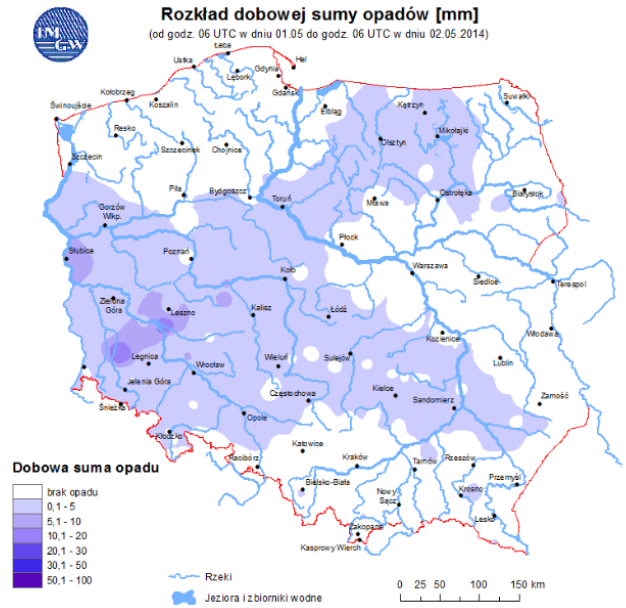 IM
GW
Rozkład dobowej sumy opadów [mm]
(od godz. 06 UTC w dniu 01.05 do godz. 06 UTC w dniu 02.05.2014)
Łeba
Hel
Ustka
Gdynia
Lębork
Gdańsk
Kołobrzeg
Koszalin
Świnoujście
Elbląg
Kętrzyn
Suwałki
Resko
Mikołajki
Olsztyn
Szczecinek
Chojnice
Szczecin
Piła
Bydgoszcz
Toruń
Mława
Ostrołęka
Białystok
Gorzów
Wlkp.
Płock
Słubice
Poznań
Koło
Warszawa
Siedlce
Terespol
Zielona
Góra
Leszno
Kalisz
Łódź
Kozienice
Włodawa
Legnica
Wrocław
Wieluń
Sulejów
Lublin
Jelenia Góra
Częstochowa
Kielce
Sandomierz
Zamość
Śnieżka
Opole
Kłodzko
Racibórz
Katowice
Kraków
Tarnów
Rzeszów
Przemyśl
Bielsko-Biała
Nowy
Sącz
Krosno
Lesko
Zakopane
Kasprowy Wierch
Dobowa suma opadu
brak opadu
0,1 - 5
5,1 - 10
10,1 - 20
20,1 - 30
30,1 - 50
50,1 - 100
Rzeki
Jeziora i zbiorniki wodne
0 25 50 100 150 km